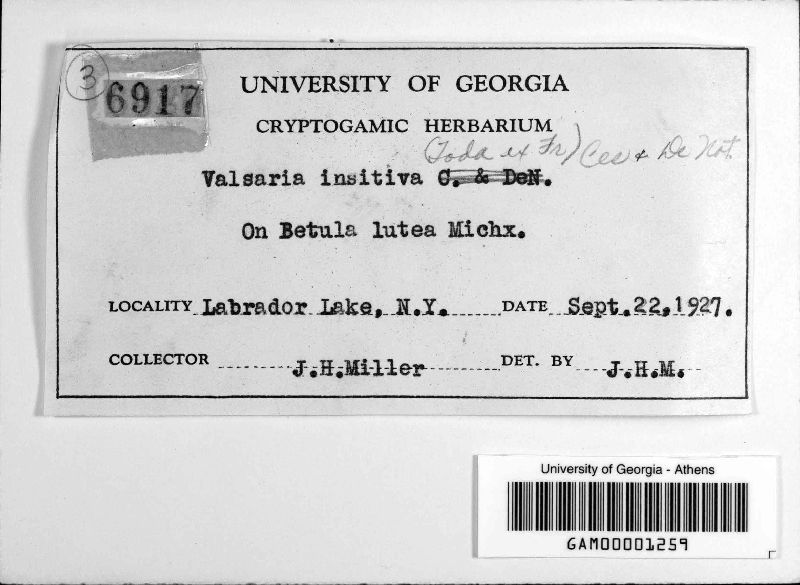 3
6917
UNIVERSITY OF GEORGIA
CRYPTOGAMIC HERBARIUM
(Toda ex Fr) Ces & De Not.
Valsaria insitiva C. & DeN.
On Betula lutea Michx.
LOCALITY Labrador Lake, N.Y. DATE Sept.22,1927.
COLLECTOR J.H.Miller DET. BY J.H.M.
University of Georgia - Athens
GAM00001259